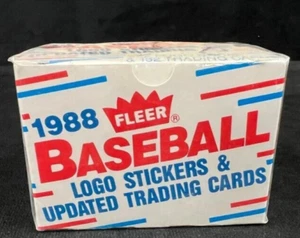 1988 FLEER®
BASEBALL
LOGO STICKERS &
UPDATED TRADING CARDS